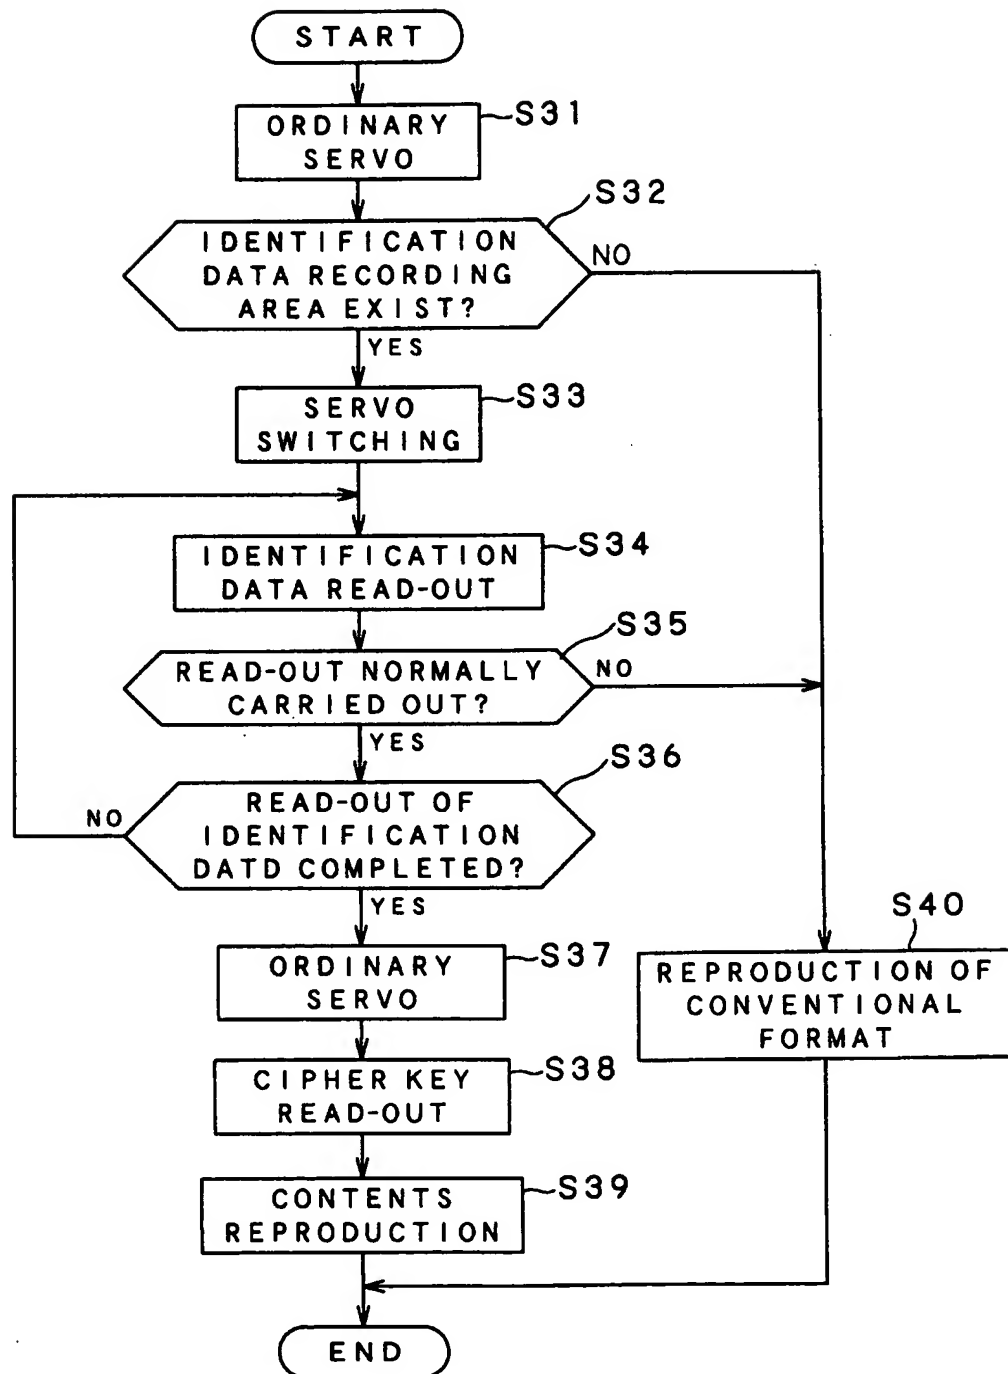 START
S31
ORDINARY
SERVO
S32
IDENTIFICATION
DATA RECORDING
AREA EXIST?
NO
YES
S33
SERVO
SWITCHING
S34
IDENTIFICATION
DATA READ-OUT
S35
READ-OUT NORMALLY
CARRIED OUT?
NO
YES
S36
READ-OUT OF
IDENTIFICATION
DATD COMPLETED?
NO
YES
S37
ORDINARY
SERVO
S40
REPRODUCTION OF
CONVENTIONAL
FORMAT
S38
CIPHER KEY
READ-OUT
S39
CONTENTS
REPRODUCTION
END